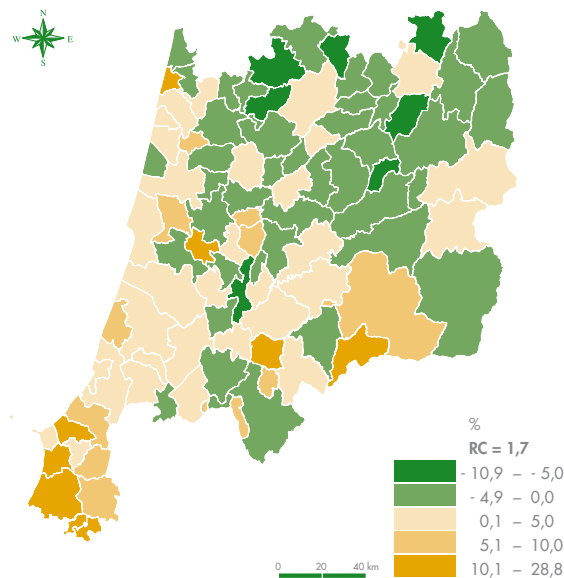 N
W E
S
%
RC = 1,7
- 10,9 – - 5,0
- 4,9 – 0,0
0,1 – 5,0
5,1 – 10,0
10,1 – 28,8
0 20 40 km